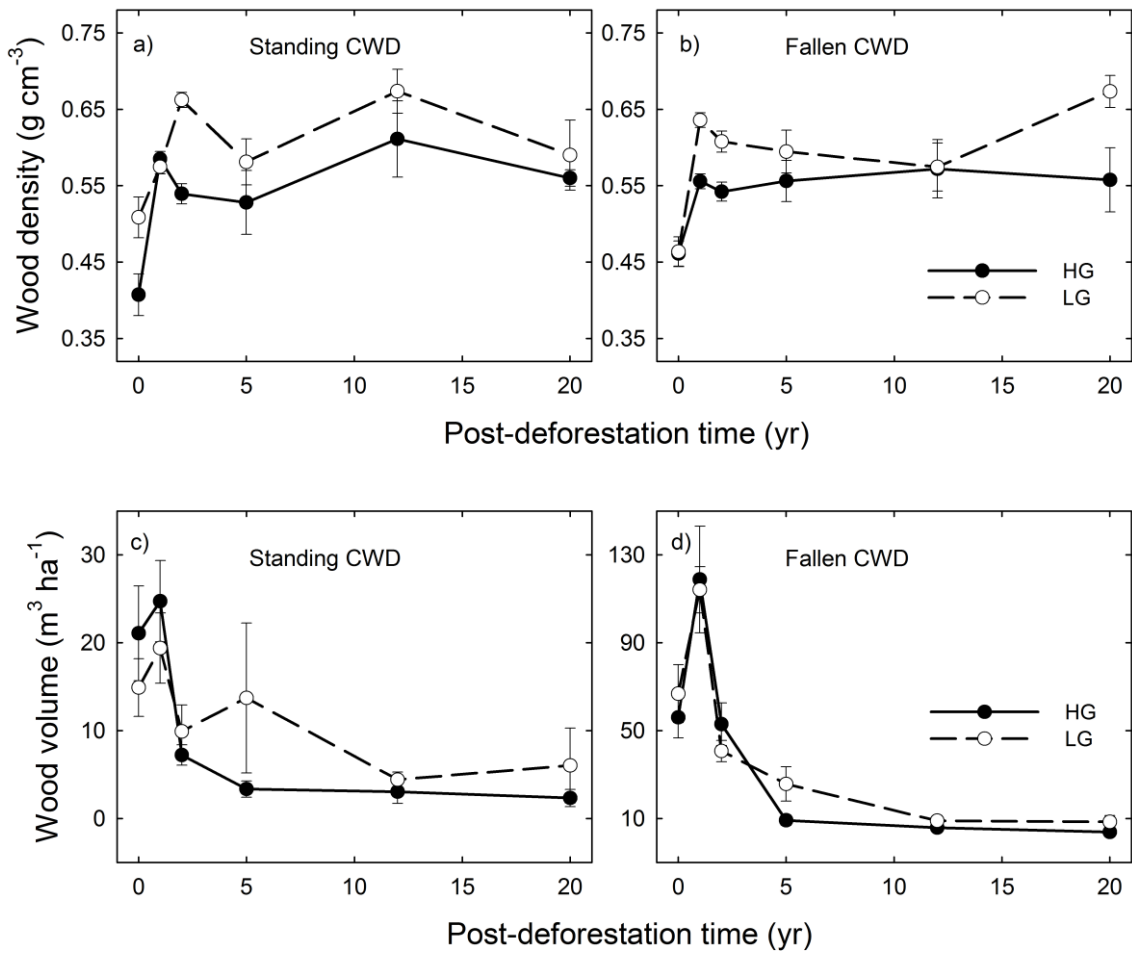 a)
Standing CWD
0.75
0.65
0.55
0.45
0.35
Wood density (g cm⁻³)
0 5 10 15 20
b)
Fallen CWD
0.75
0.65
0.55
0.45
0.35
HG
LG
0 5 10 15 20
Post-deforestation time (yr)
c)
Standing CWD
30
20
10
0
Wood volume (m³ ha⁻¹)
0 5 10 15 20
d)
Fallen CWD
130
90
50
10
HG
LG
0 5 10 15 20
Post-deforestation time (yr)